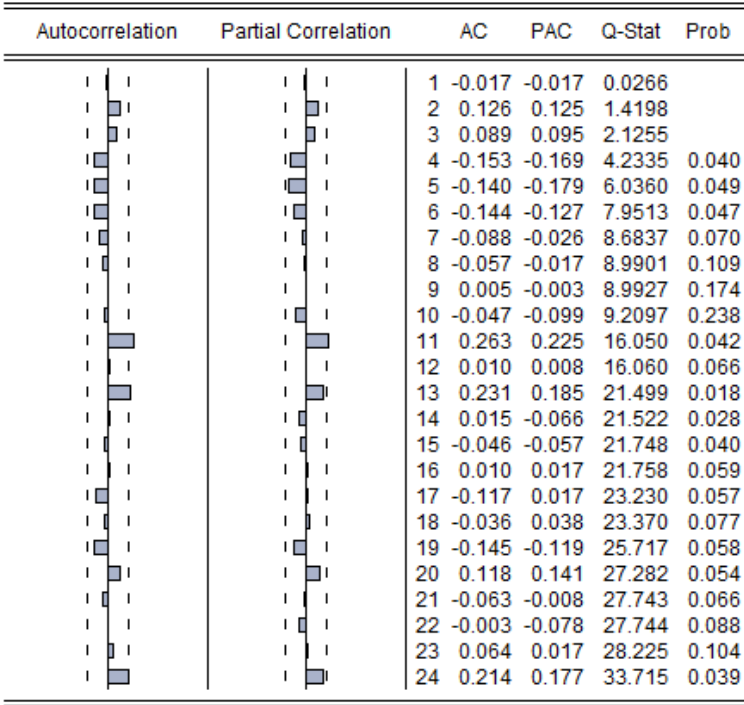 Autocorrelation Partial Correlation AC PAC Q-Stat Prob
1 -0.017 -0.017 0.0266
2 0.126 0.125 1.4198
3 0.089 0.095 2.1255
4 -0.153 -0.169 4.2335 0.040
5 -0.140 -0.179 6.0360 0.049
6 -0.144 -0.127 7.9513 0.047
7 -0.088 -0.026 8.6837 0.070
8 -0.057 -0.017 8.9901 0.109
9 0.005 -0.003 8.9927 0.174
10 -0.047 -0.099 9.2097 0.238
11 0.263 0.225 16.050 0.042
12 0.010 0.008 16.060 0.066
13 0.231 0.185 21.499 0.018
14 0.015 -0.066 21.522 0.028
15 -0.046 -0.057 21.748 0.040
16 0.010 0.017 21.758 0.059
17 -0.117 0.017 23.230 0.057
18 -0.036 0.038 23.370 0.077
19 -0.145 -0.119 25.717 0.058
20 0.118 0.141 27.282 0.054
21 -0.063 -0.008 27.743 0.066
22 -0.003 -0.078 27.744 0.088
23 0.064 0.017 28.225 0.104
24 0.214 0.177 33.715 0.039